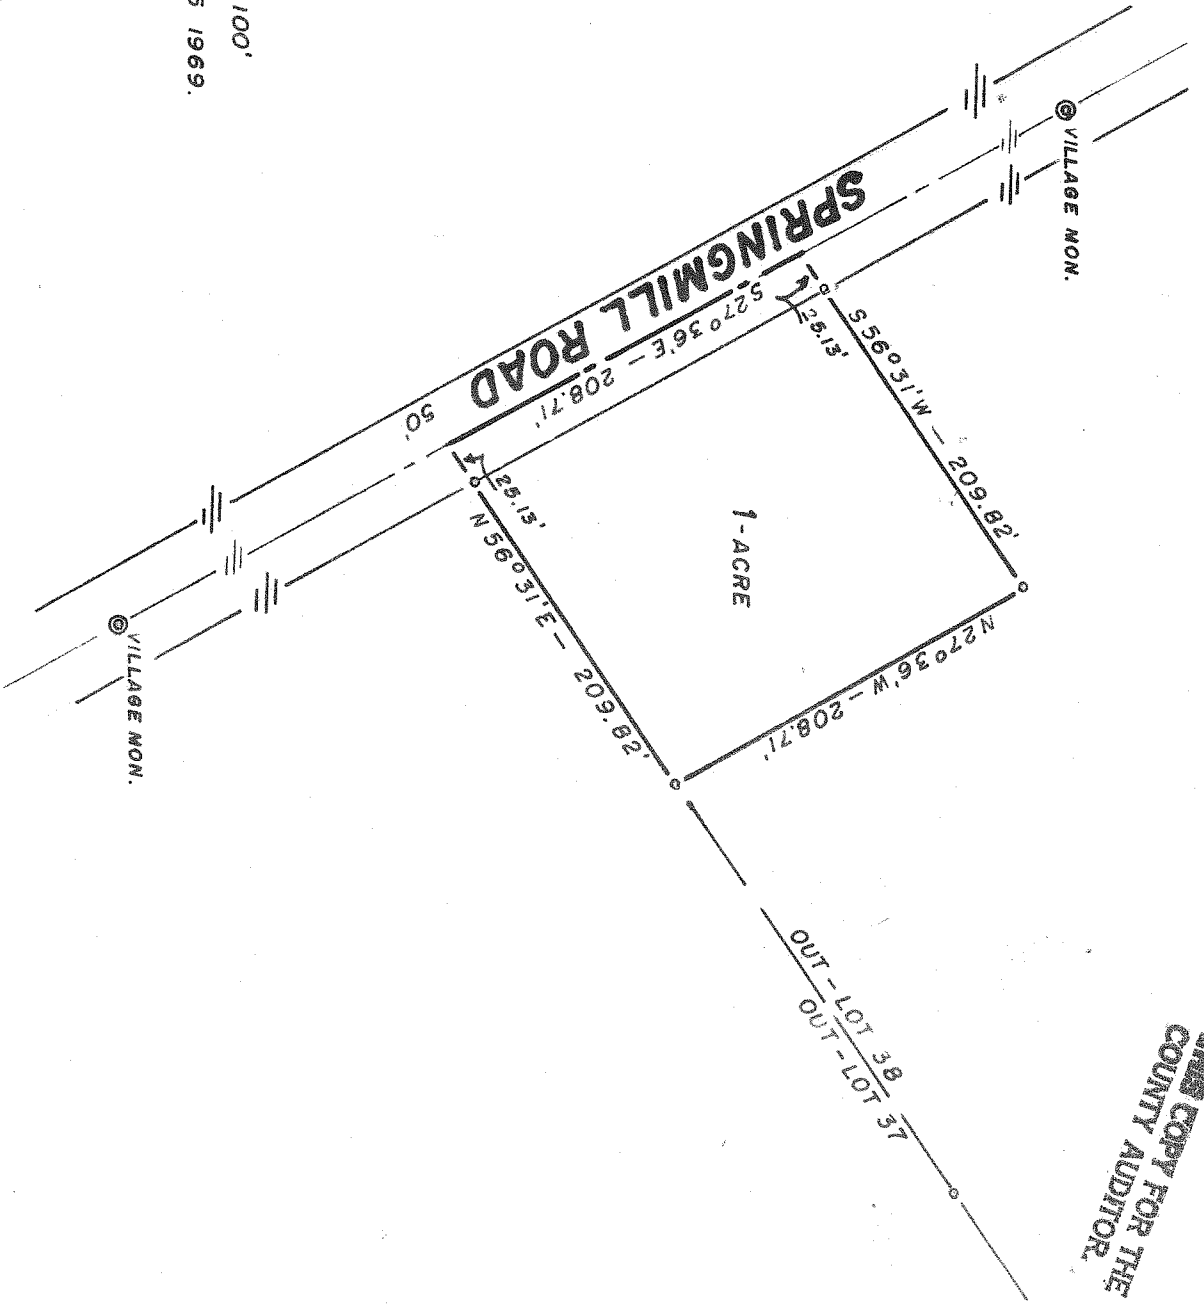 100'
1969.
VILLAGE MON.
SPRINGMILL ROAD
S 27° 36' E — 208.71'
50'
25.13'
25.13'
S 56° 31' W — 209.82'
1-ACRE
N 56° 31' E — 209.82'
N 27° 36' W — 208.71'
VILLAGE MON.
OUT - LOT 38
OUT - LOT 37
COPY FOR THE
COUNTY AUDITOR.